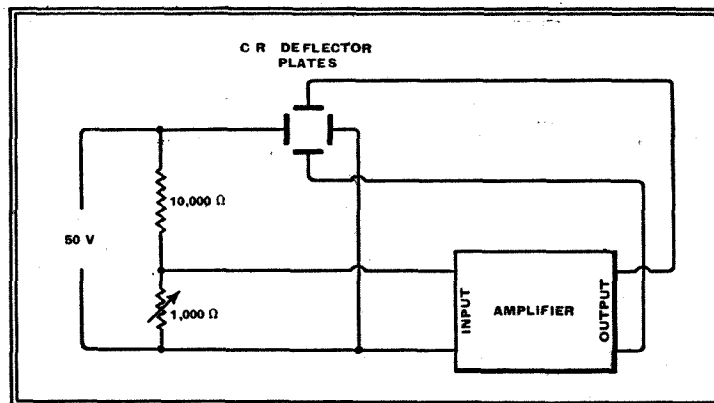 C R DEFLECTOR
PLATES
10,000 Ω
50 V
1,000 Ω
INPUT
AMPLIFIER
OUTPUT